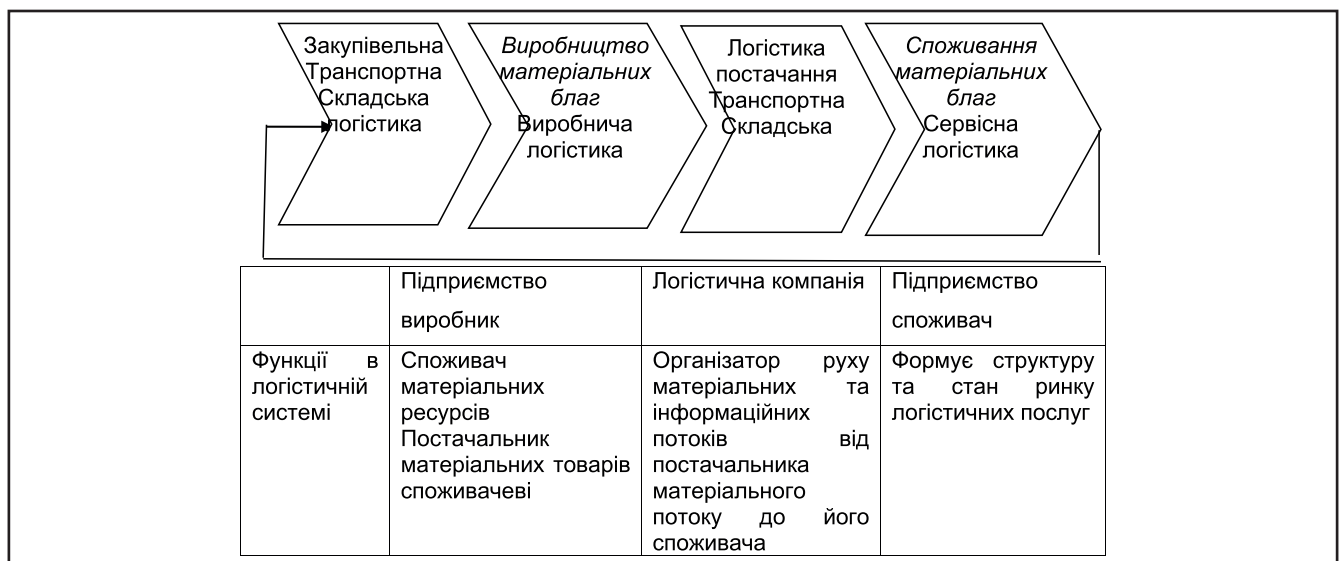 Закупівельна
Транспортна
Складська
логістика
Виробництво
матеріальних
благ
Виробнича
логістика
Логістика
постачання
Транспортна
Складська
Споживання
матеріальних
благ
Сервісна
логістика
Підприємство
виробник
Логістична компанія
Підприємство
споживач
Функції в
логістичній
системі
Споживач
матеріальних
ресурсів
Постачальник
матеріальних товарів
споживачеві
Організатор руху
матеріальних та
інформаційних
потоків від
постачальника
матеріального
потоку до його
споживача
Формує структуру
та стан ринку
логістичних послуг